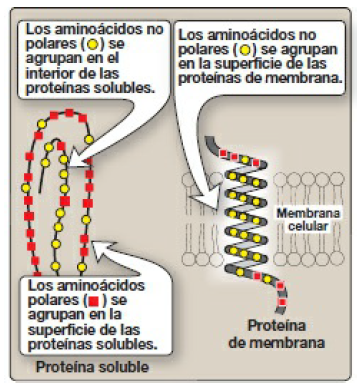 Los aminoácidos no
polares ( ) se
agrupan en el
interior de las
proteínas solubles.
Los aminoácidos no
polares ( ) se agrupan
en la superficie de las
proteínas de membrana.
Membrana
celular
Los aminoácidos
polares ( ) se
agrupan en la
superficie de las
proteínas solubles.
Proteína soluble
Proteína
de membrana